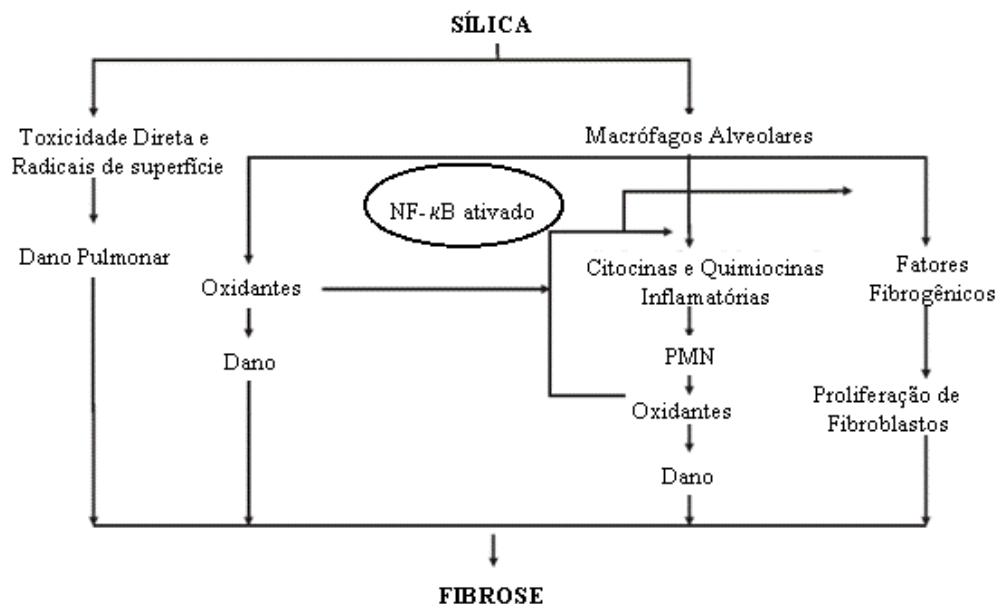 SÍLICA
Toxicidade Direta e
Radicais de superfície
Macrófagos Alveolares
NF-κB ativado
Dano Pulmonar
Oxidantes
Citocinas e Quimiocinas
Inflamatórias
Fatores
Fibrogênicos
Dano
PMN
Oxidantes
Proliferação de
Fibroblastos
Dano
FIBROSE